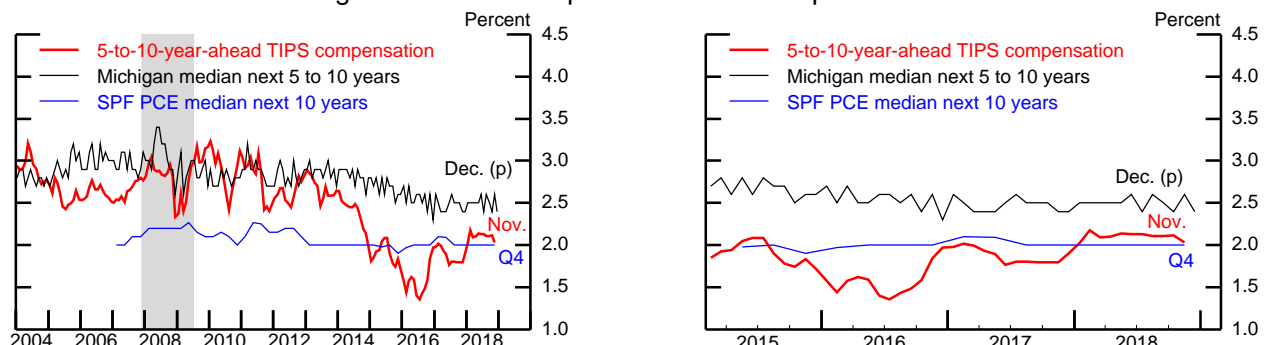 Percent
5-to-10-year-ahead TIPS compensation
Michigan median next 5 to 10 years
SPF PCE median next 10 years
Dec. (p)
Nov.
Q4
4.5
4.0
3.5
3.0
2.5
2.0
1.5
1.0
2004 2006 2008 2010 2012 2014 2016 2018
Percent
5-to-10-year-ahead TIPS compensation
Michigan median next 5 to 10 years
SPF PCE median next 10 years
Dec. (p)
Nov.
Q4
4.5
4.0
3.5
3.0
2.5
2.0
1.5
1.0
2015 2016 2017 2018